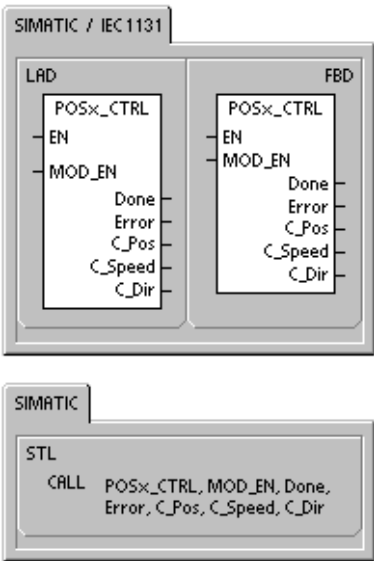 SIMATIC / IEC1131
LAD
POSx_CTRL
EN
MOD_EN
Done
Error
C_Pos
C_Speed
C_Dir
FBD
POSx_CTRL
EN
MOD_EN
Done
Error
C_Pos
C_Speed
C_Dir
SIMATIC
STL
CALL POSx_CTRL, MOD_EN, Done,
Error, C_Pos, C_Speed, C_Dir